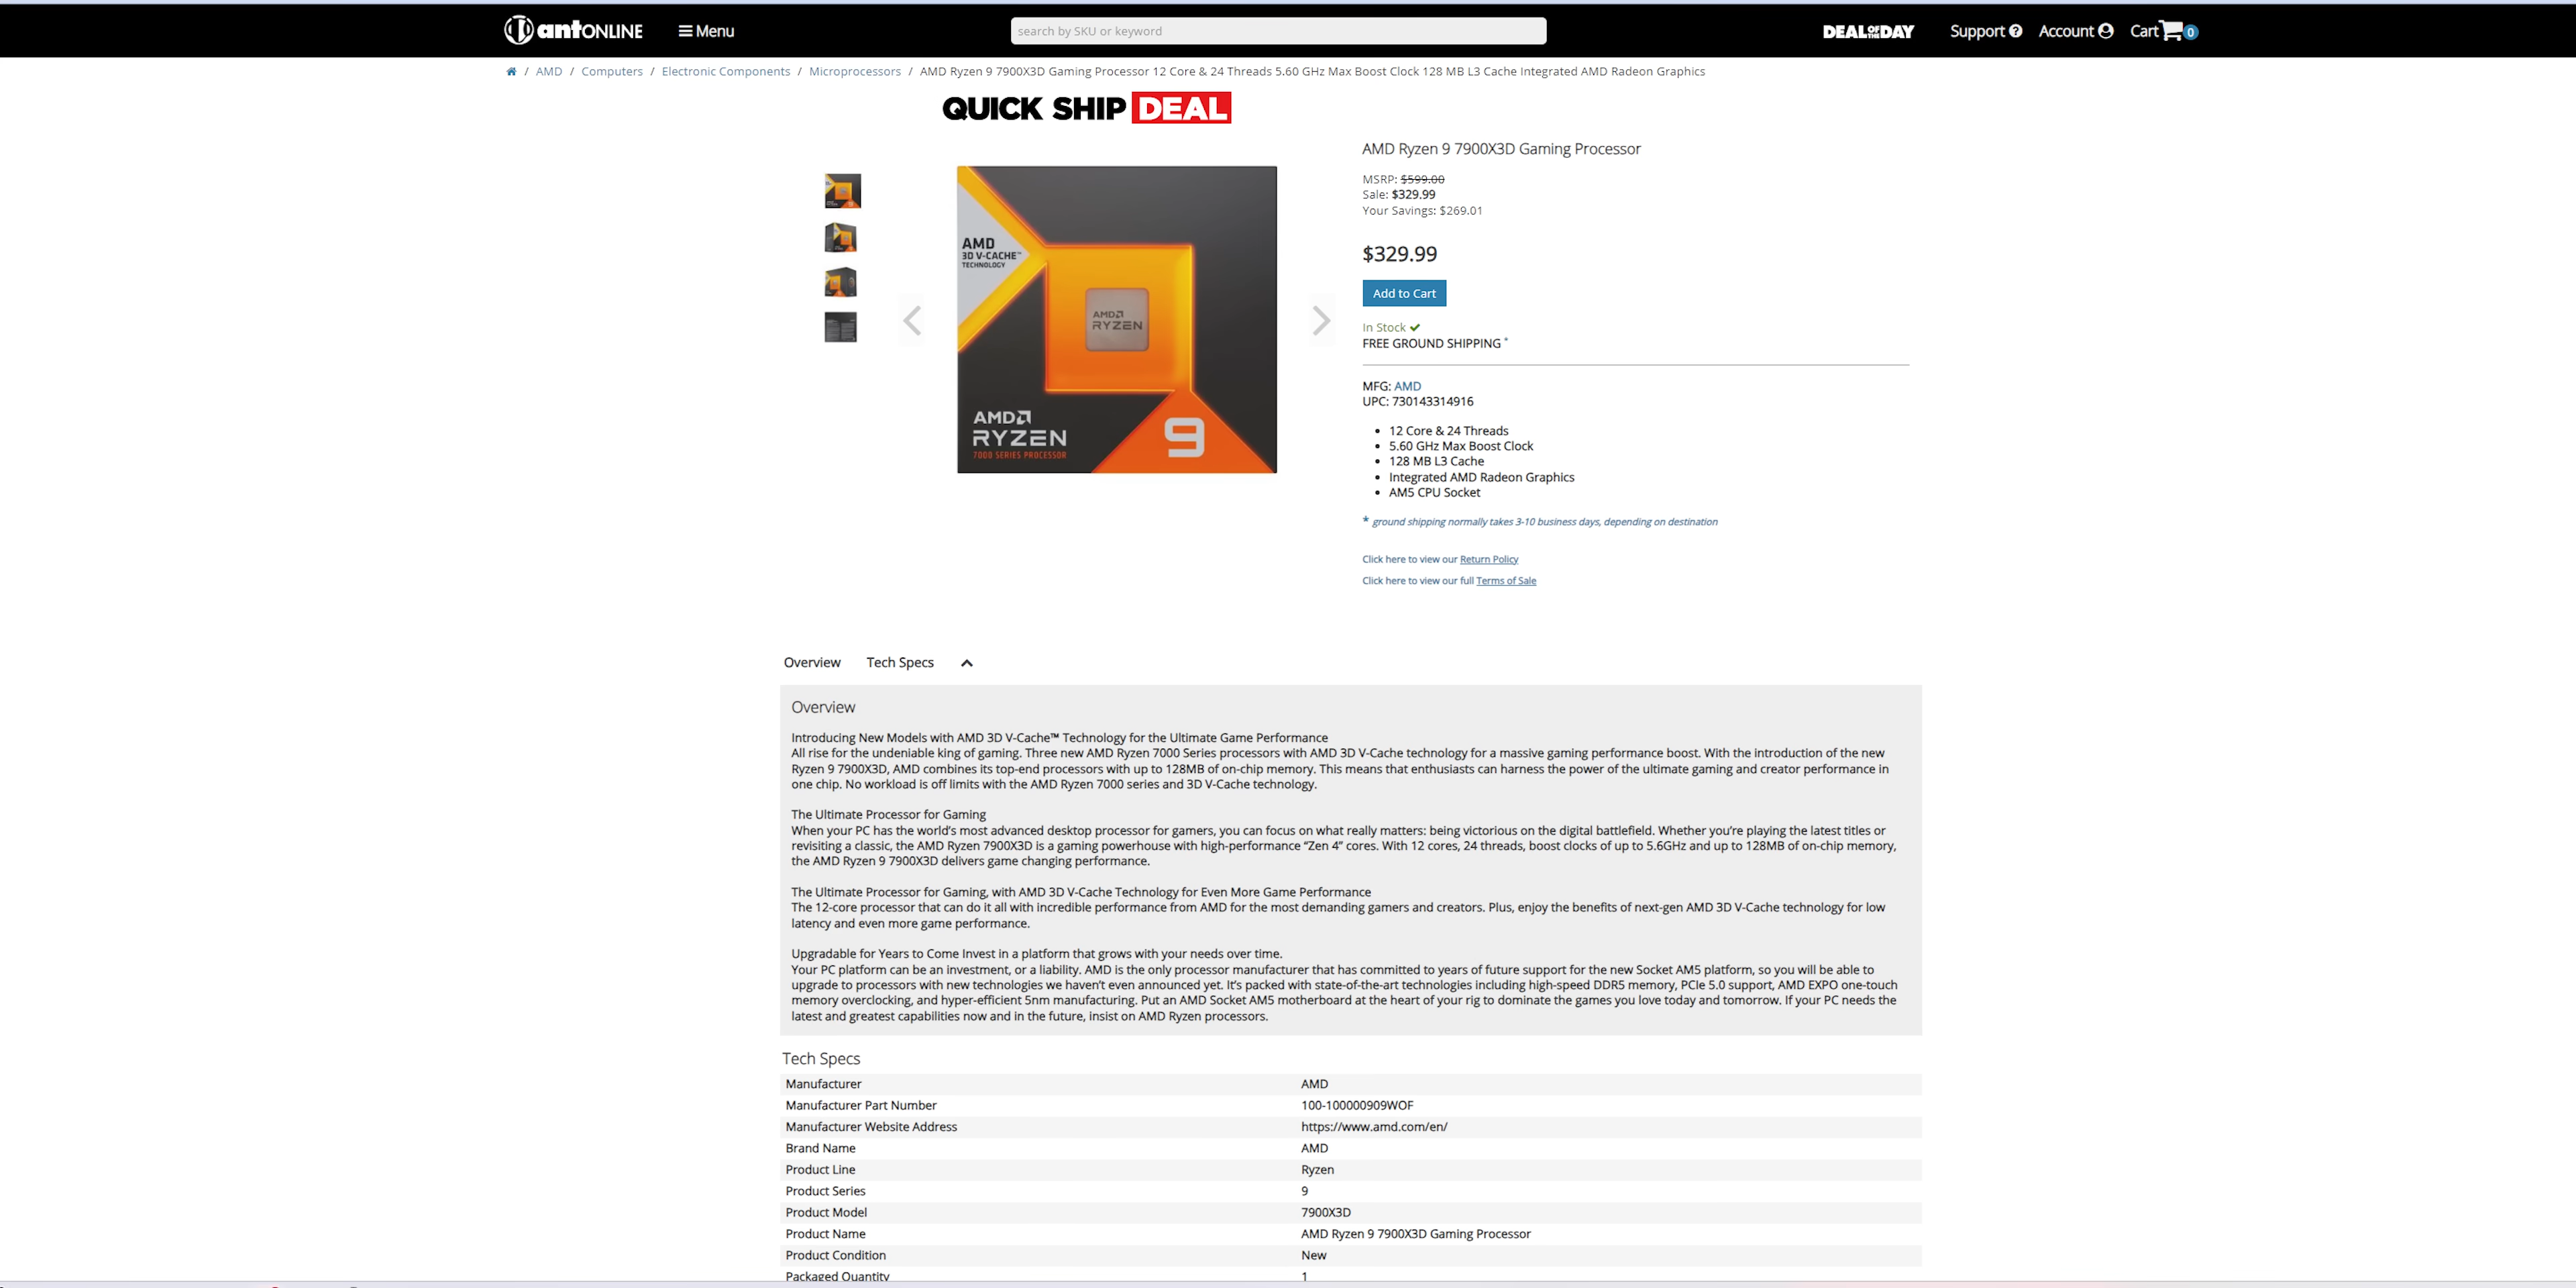 antONLINE
Menu
search by SKU or keyword
DEAL OF THE DAY
Support
Account
Cart 0
/ AMD / Computers / Electronic Components / Microprocessors / AMD Ryzen 9 7900X3D Gaming Processor 12 Core & 24 Threads 5.60 GHz Max Boost Clock 128 MB L3 Cache Integrated AMD Radeon Graphics
QUICK SHIP DEAL
AMD
3D V-CACHE™
TECHNOLOGY
AMD
RYZEN
AMD
RYZEN
7000 SERIES PROCESSOR
9
AMD Ryzen 9 7900X3D Gaming Processor
MSRP: $599.00
Sale: $329.99
Your Savings: $269.01
$329.99
Add to Cart
In Stock
FREE GROUND SHIPPING *
MFG: AMD
UPC: 730143314916
• 12 Core & 24 Threads
• 5.60 GHz Max Boost Clock
• 128 MB L3 Cache
• Integrated AMD Radeon Graphics
• AM5 CPU Socket
* ground shipping normally takes 3-10 business days, depending on destination
Click here to view our Return Policy
Click here to view our full Terms of Sale
Overview
Tech Specs
Overview
Introducing New Models with AMD 3D V-Cache™ Technology for the Ultimate Game Performance
All rise for the undeniable king of gaming. Three new AMD Ryzen 7000 Series processors with AMD 3D V-Cache technology for a massive gaming performance boost. With the introduction of the new
Ryzen 9 7900X3D, AMD combines its top-end processors with up to 128MB of on-chip memory. This means that enthusiasts can harness the power of the ultimate gaming and creator performance in
one chip. No workload is off limits with the AMD Ryzen 7000 series and 3D V-Cache technology.
The Ultimate Processor for Gaming
When your PC has the world's most advanced desktop processor for gamers, you can focus on what really matters: being victorious on the digital battlefield. Whether you're playing the latest titles or
revisiting a classic, the AMD Ryzen 7900X3D is a gaming powerhouse with high-performance “Zen 4” cores. With 12 cores, 24 threads, boost clocks of up to 5.6GHz and up to 128MB of on-chip memory,
the AMD Ryzen 9 7900X3D delivers game changing performance.
The Ultimate Processor for Gaming, with AMD 3D V-Cache Technology for Even More Game Performance
The 12-core processor that can do it all with incredible performance from AMD for the most demanding gamers and creators. Plus, enjoy the benefits of next-gen AMD 3D V-Cache technology for low
latency and even more game performance.
Upgradable for Years to Come Invest in a platform that grows with your needs over time.
Your PC platform can be an investment, or a liability. AMD is the only processor manufacturer that has committed to years of future support for the new Socket AM5 platform, so you will be able to
upgrade to processors with new technologies we haven't even announced yet. It's packed with state-of-the-art technologies including high-speed DDR5 memory, PCIe 5.0 support, AMD EXPO one-touch
memory overclocking, and hyper-efficient 5nm manufacturing. Put an AMD Socket AM5 motherboard at the heart of your rig to dominate the games you love today and tomorrow. If your PC needs the
latest and greatest capabilities now and in the future, insist on AMD Ryzen processors.
Tech Specs
Manufacturer AMD
Manufacturer Part Number 100-100000909WOF
Manufacturer Website Address https://www.amd.com/en/
Brand Name AMD
Product Line Ryzen
Product Series 9
Product Model 7900X3D
Product Name AMD Ryzen 9 7900X3D Gaming Processor
Product Condition New
Packaged Quantity 1